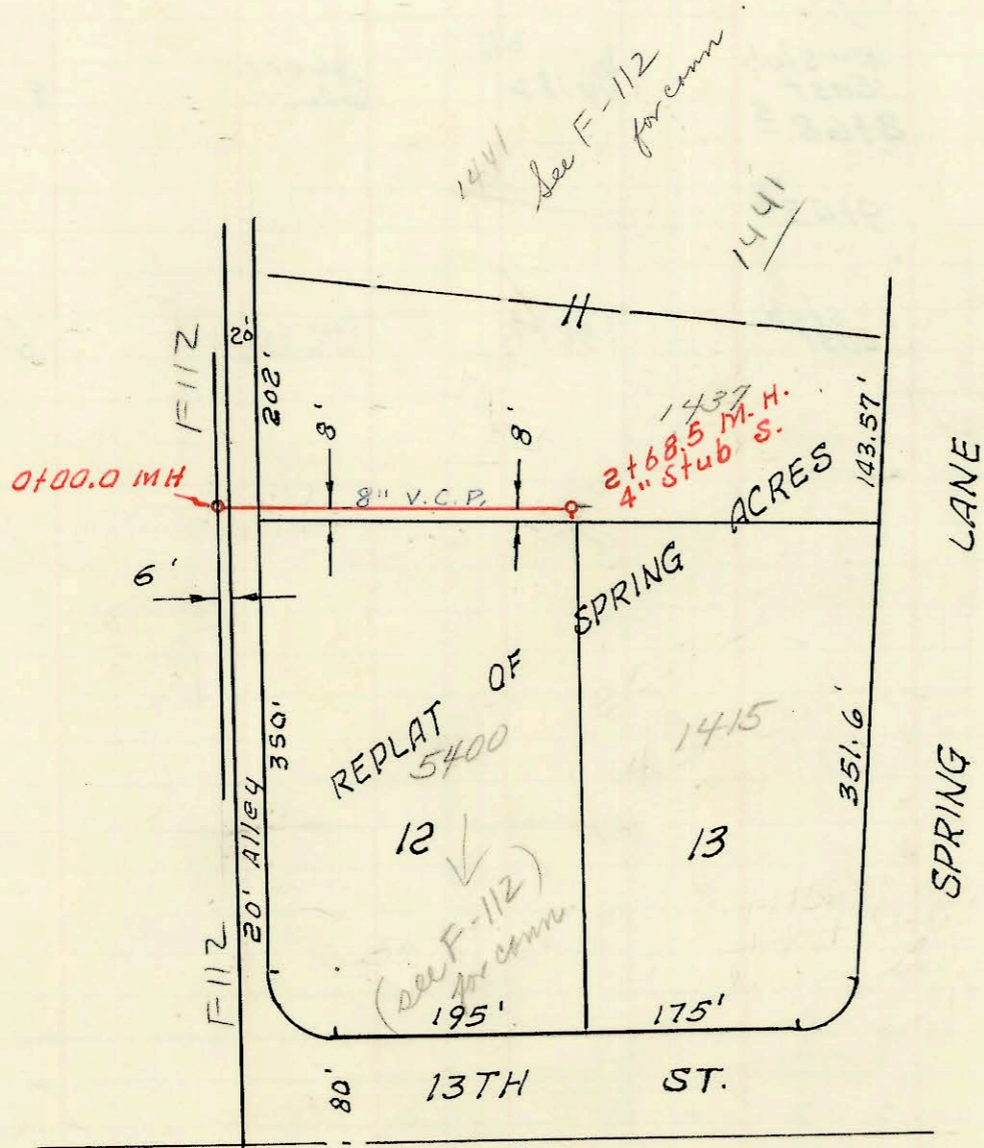 See F-112
for conn
1441
1441
11
F112
20'
202'
8'
8'
1437
2+68.5 M.H.
4" Stub S.
143.57'
0+00.0 MH
8" V.C.P.
6'
REPLAT OF SPRING ACRES
SPRING LANE
5400
1415
350'
351.6'
12
13
20' Alley
F-112
(see F-112)
for conn.
195'
175'
80'
13TH ST.